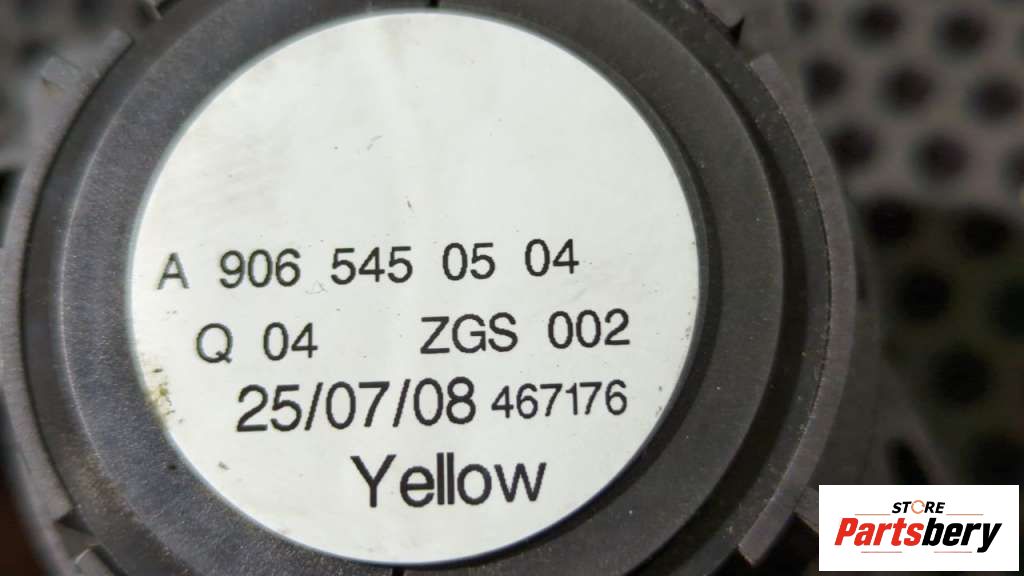 A 906 545 05 04
Q 04 ZGS 002
25/07/08 467176
Yellow
STORE
Partsbery